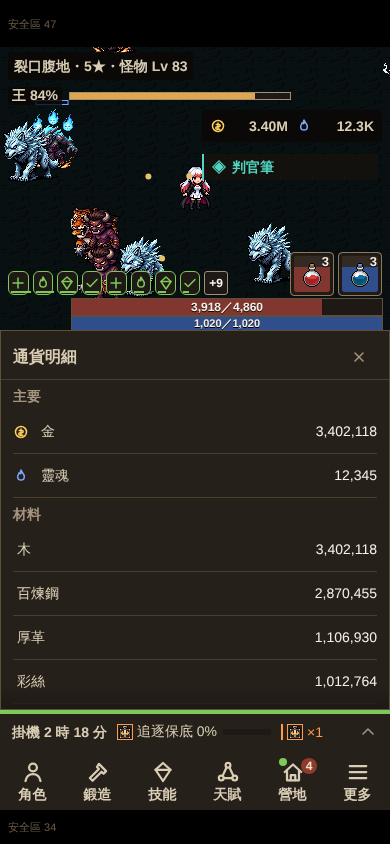 安全區 47
裂口腹地・5★・怪物 Lv 83
王 84%
3.40M 12.3K
◈ 判官筆
3 3
+9
3,918／4,860
1,020／1,020
通貨明細 ×
主要
金 3,402,118
靈魂 12,345
材料
木 3,402,118
百煉鋼 2,870,455
厚革 1,106,930
彩絲 1,012,764
掛機 2 時 18 分 追逐保底 0% ×1
4
角色 鍛造 技能 天賦 營地 更多
安全區 34